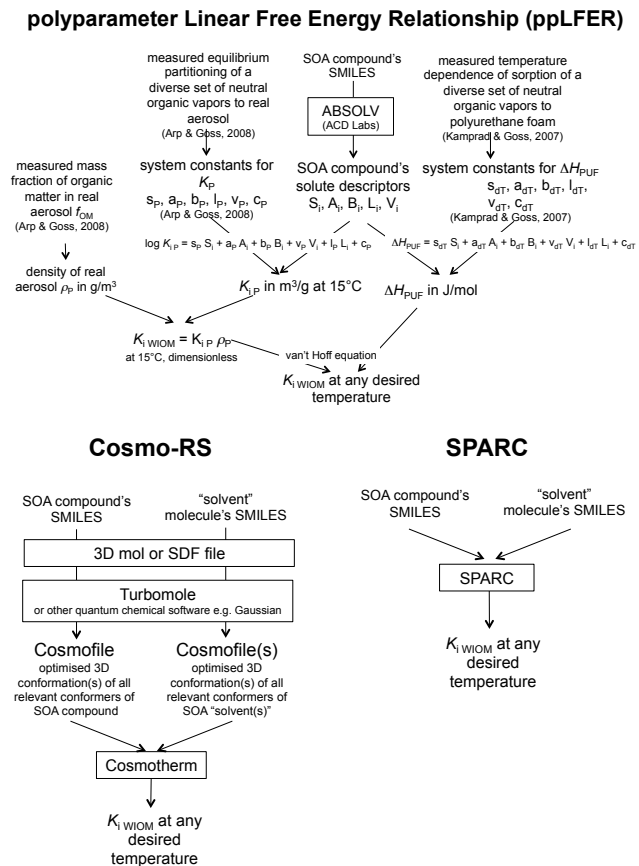 polyparameter Linear Free Energy Relationship (ppLFER)
measured equilibrium
partitioning of a
diverse set of neutral
organic vapors to real
aerosol
(Arp & Goss, 2008)
SOA compound's
SMILES
ABSOLV
(ACD Labs)
measured temperature
dependence of sorption of a
diverse set of neutral
organic vapors to
polyurethane foam
(Kamprad & Goss, 2007)
measured mass
fraction of organic
matter in real
aerosol fOM
(Arp & Goss, 2008)
system constants for
KP
sP, aP, bP, lP, vP, cP
(Arp & Goss, 2008)
SOA compound's
solute descriptors
Si, Ai, Bi, Li, Vi
system constants for ΔHPUF
sdT, adT, bdT, ldT,
vdT, cdT
(Kamprad & Goss, 2007)
log Ki P = sP Si + aP Ai + bP Bi + vP Vi + lP Li + cP
ΔHPUF = sdT Si + adT Ai + bdT Bi + vdT Vi + ldT Li + cdT
density of real
aerosol ρP in g/m³
Ki P in m³/g at 15°C
ΔHPUF in J/mol
Ki WIOM = Ki P ρP
at 15°C, dimensionless
van't Hoff equation
Ki WIOM at any desired
temperature
Cosmo-RS
SOA compound's
SMILES
"solvent"
molecule's SMILES
3D mol or SDF file
Turbomole
or other quantum chemical software e.g. Gaussian
Cosmofile
optimised 3D
conformation(s) of all
relevant conformers of
SOA compound
Cosmofile(s)
optimised 3D
conformation(s) of all
relevant conformers of
SOA "solvent(s)"
Cosmotherm
Ki WIOM at any
desired
temperature
SPARC
SOA compound's
SMILES
"solvent"
molecule's SMILES
SPARC
Ki WIOM at any
desired
temperature